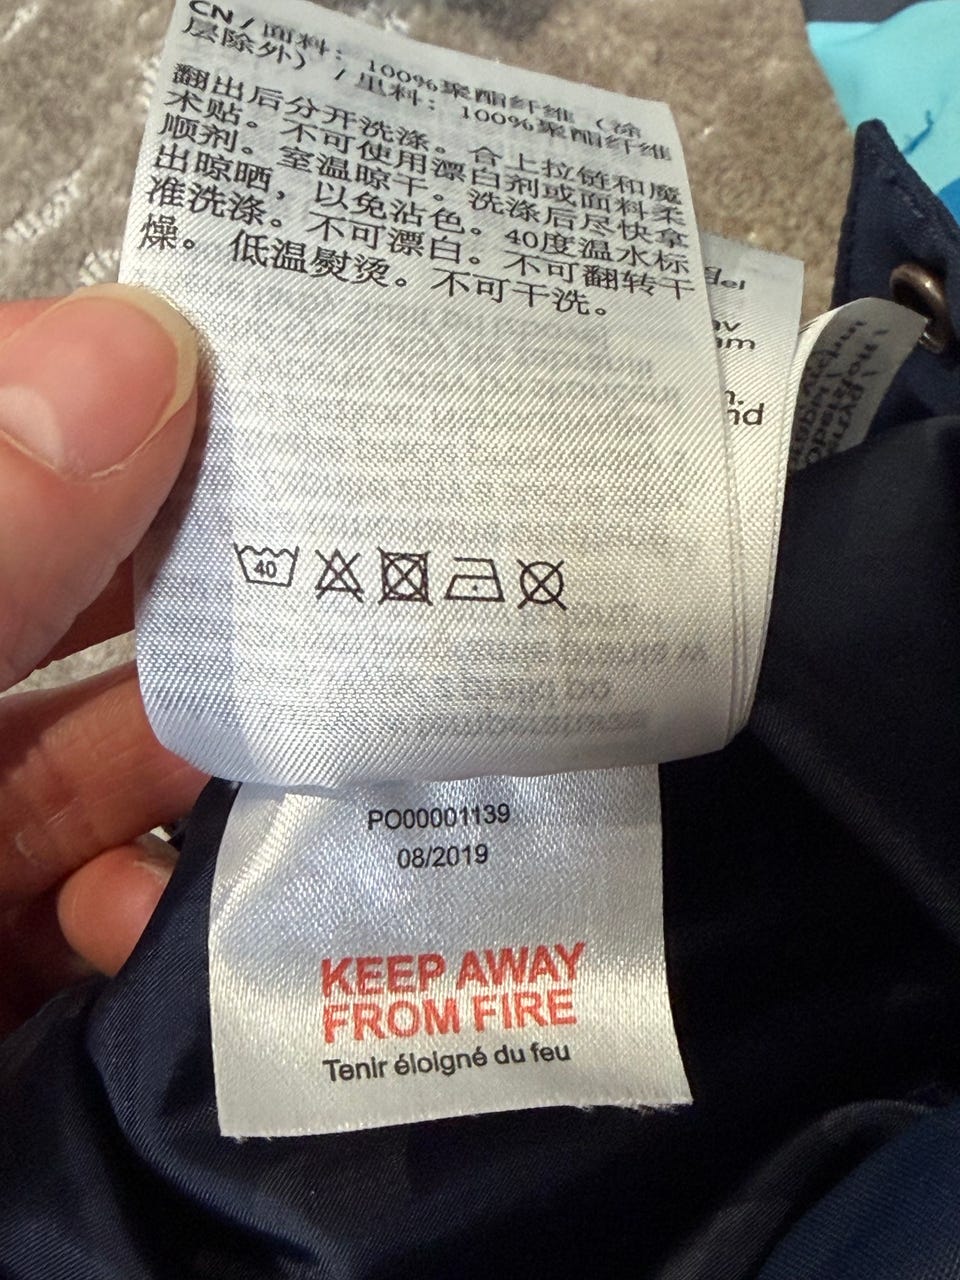 CN / 面料：100%聚酯纤维（涂
层除外）/ 里料：100%聚酯纤维
翻出后分开洗涤。合上拉链和魔
术贴。不可使用漂白剂或面料柔
顺剂。室温晾干。洗涤后尽快拿
出晾晒，以免沾色。40度温水标
准洗涤。不可漂白。不可翻转干
燥。低温熨烫。不可干洗。
40
PO00001139
08/2019
KEEP AWAY
FROM FIRE
Tenir éloigné du feu